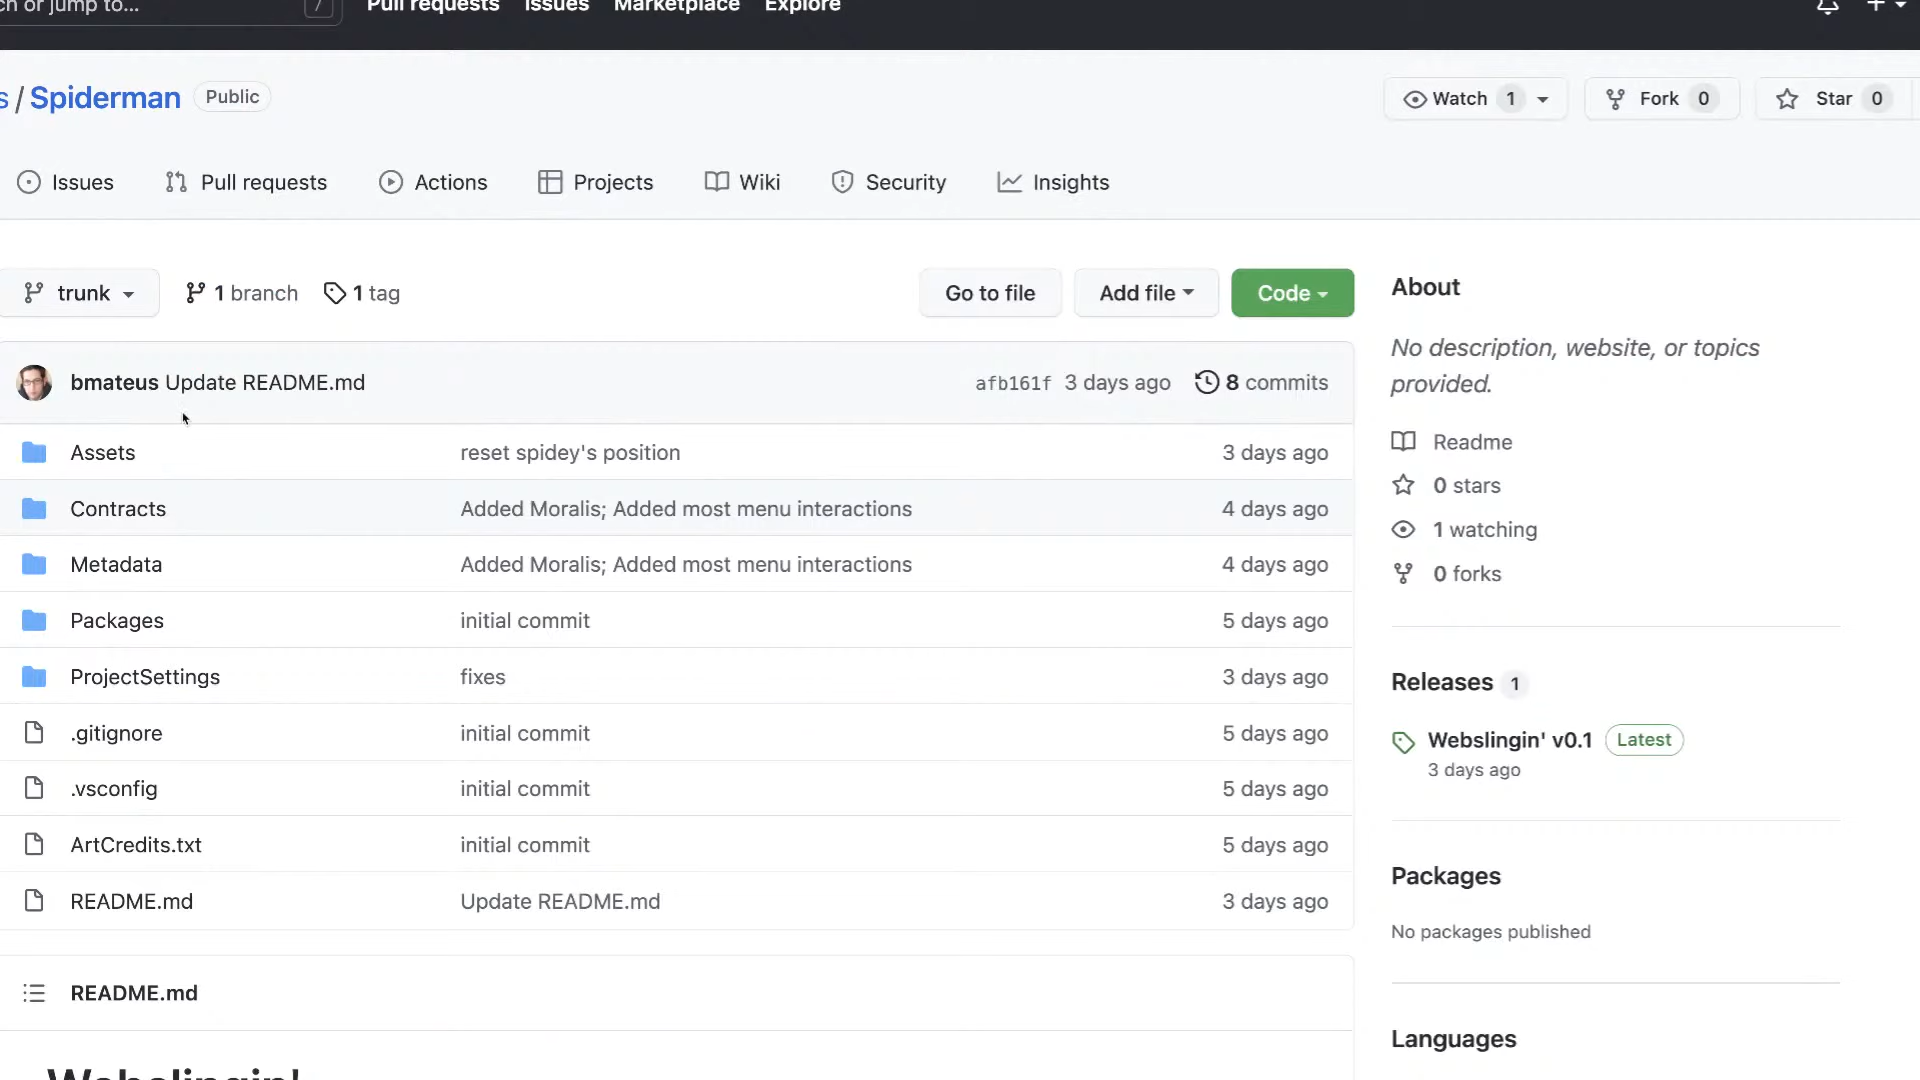 or jump to... /
Pull requests Issues Marketplace Explore
s / Spiderman Public
Watch 1 Fork 0 Star 0
Issues Pull requests Actions Projects Wiki Security Insights
trunk 1 branch 1 tag Go to file Add file Code
bmateus Update README.md afb161f 3 days ago 8 commits
Assets reset spidey's position 3 days ago
Contracts Added Moralis; Added most menu interactions 4 days ago
Metadata Added Moralis; Added most menu interactions 4 days ago
Packages initial commit 5 days ago
ProjectSettings fixes 3 days ago
.gitignore initial commit 5 days ago
.vsconfig initial commit 5 days ago
ArtCredits.txt initial commit 5 days ago
README.md Update README.md 3 days ago
README.md
Webslingin'!
About
No description, website, or topics
provided.
Readme
0 stars
1 watching
0 forks
Releases 1
Webslingin' v0.1 Latest
3 days ago
Packages
No packages published
Languages